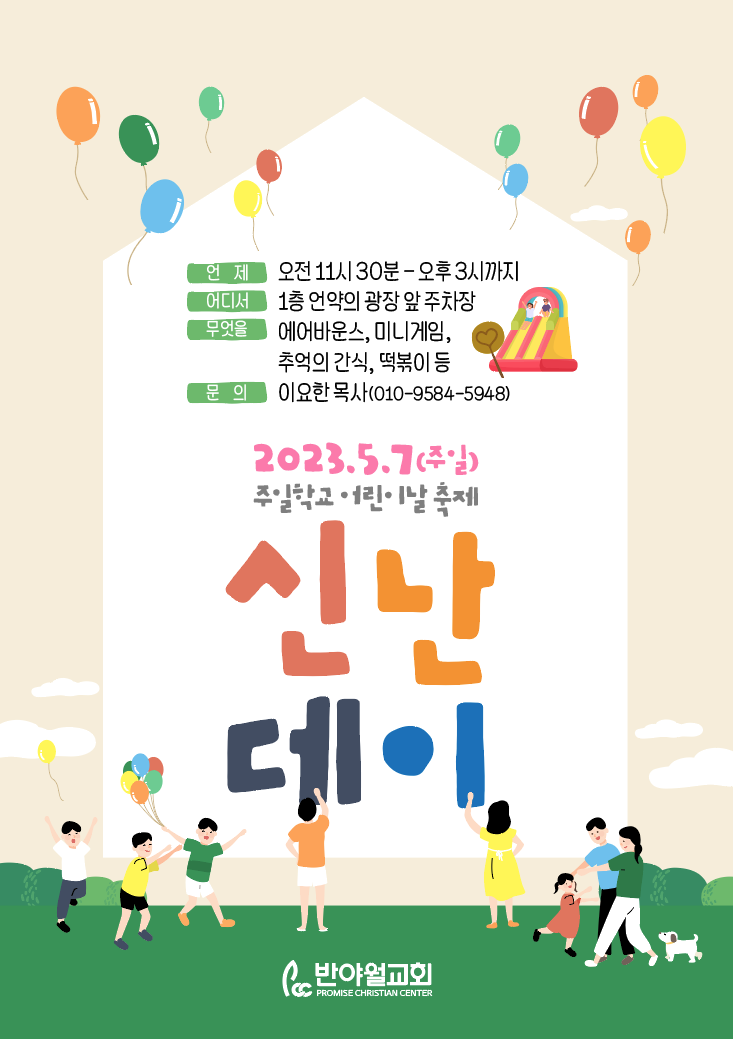 언 제 오전 11시 30분 - 오후 3시까지
어디서 1층 언약의 광장 앞 주차장
무엇을 에어바운스, 미니게임,
추억의 간식, 떡볶이 등
문 의 이요한 목사(010-9584-5948)
2023.5.7(주일)
주일학교 어린이날 축제
신난
데이
반야월교회
PROMISE CHRISTIAN CENTER